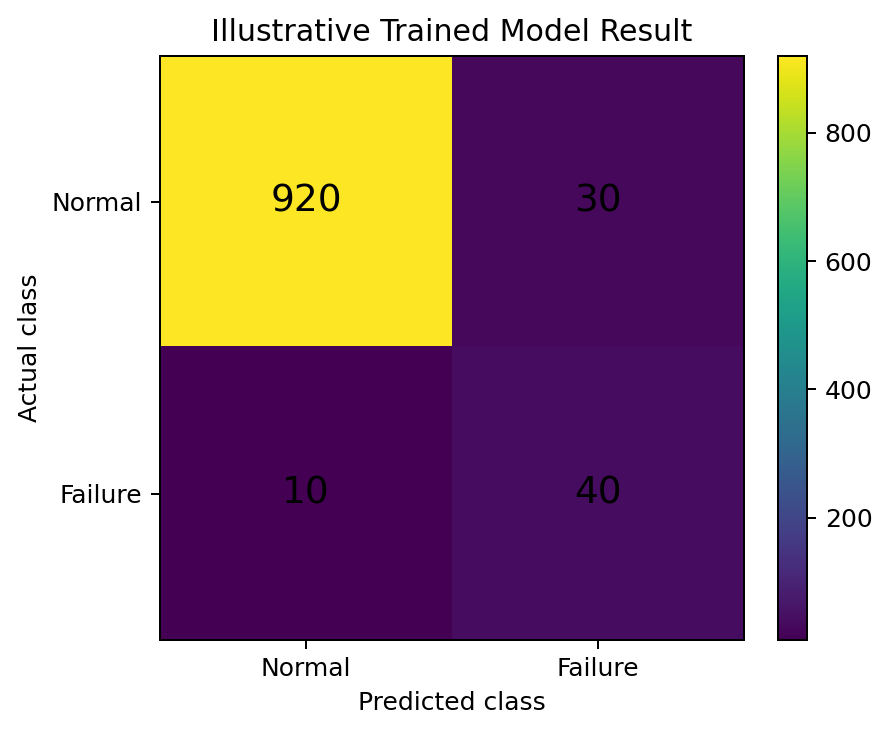 Illustrative Trained Model Result
Actual class
Normal
920
30
Failure
10
40
Normal
Failure
Predicted class
800
600
400
200